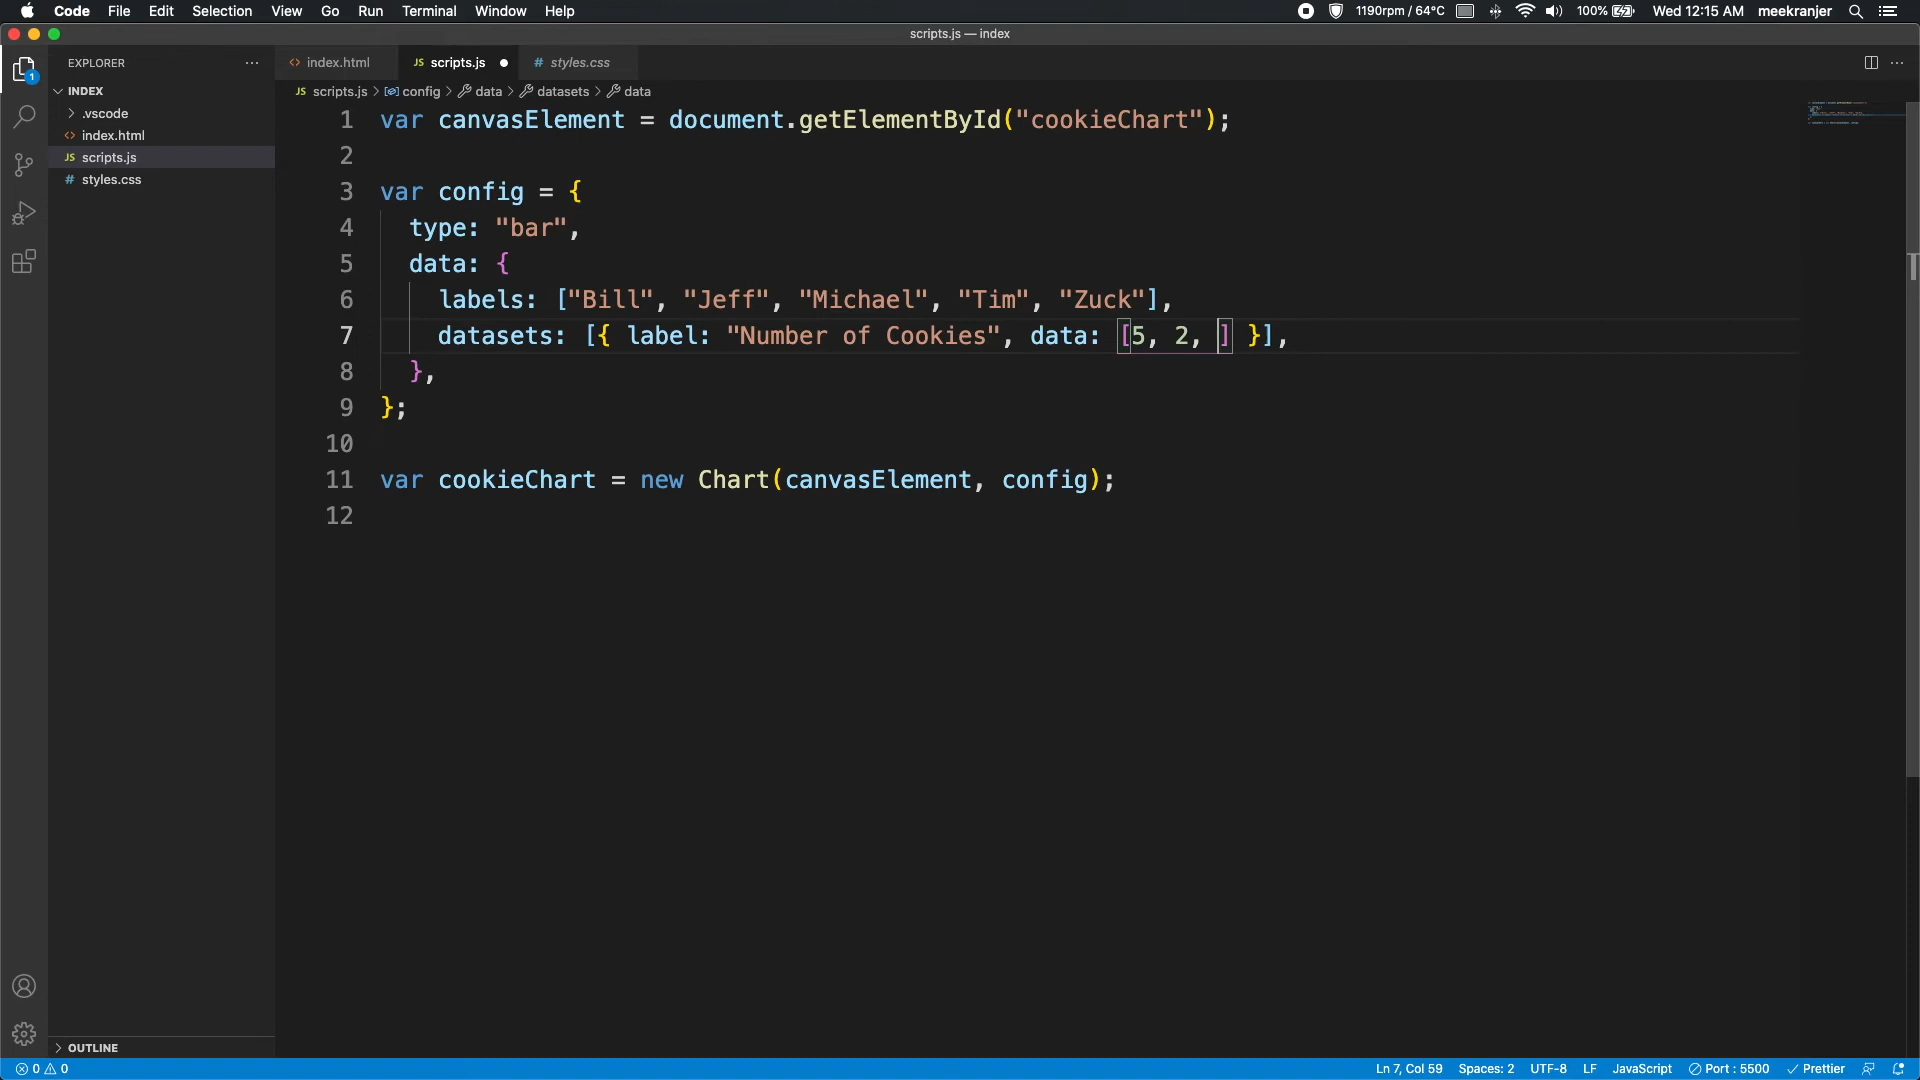 Code File Edit Selection View Go Run Terminal Window Help 1190rpm / 64°C 100% Wed 12:15 AM meekranjer
scripts.js — index
EXPLORER
index.html
JS scripts.js
# styles.css
INDEX
.vscode
index.html
JS scripts.js
# styles.css
JS scripts.js > config > data > datasets > data
1 var canvasElement = document.getElementById("cookieChart");
2
3 var config = {
4 type: "bar",
5 data: {
6 labels: ["Bill", "Jeff", "Michael", "Tim", "Zuck"],
7 datasets: [{ label: "Number of Cookies", data: [5, 2, ] }],
8 },
9 };
10
11 var cookieChart = new Chart(canvasElement, config);
12
OUTLINE
0 0 Ln 7, Col 59 Spaces: 2 UTF-8 LF JavaScript Port : 5500 Prettier
1